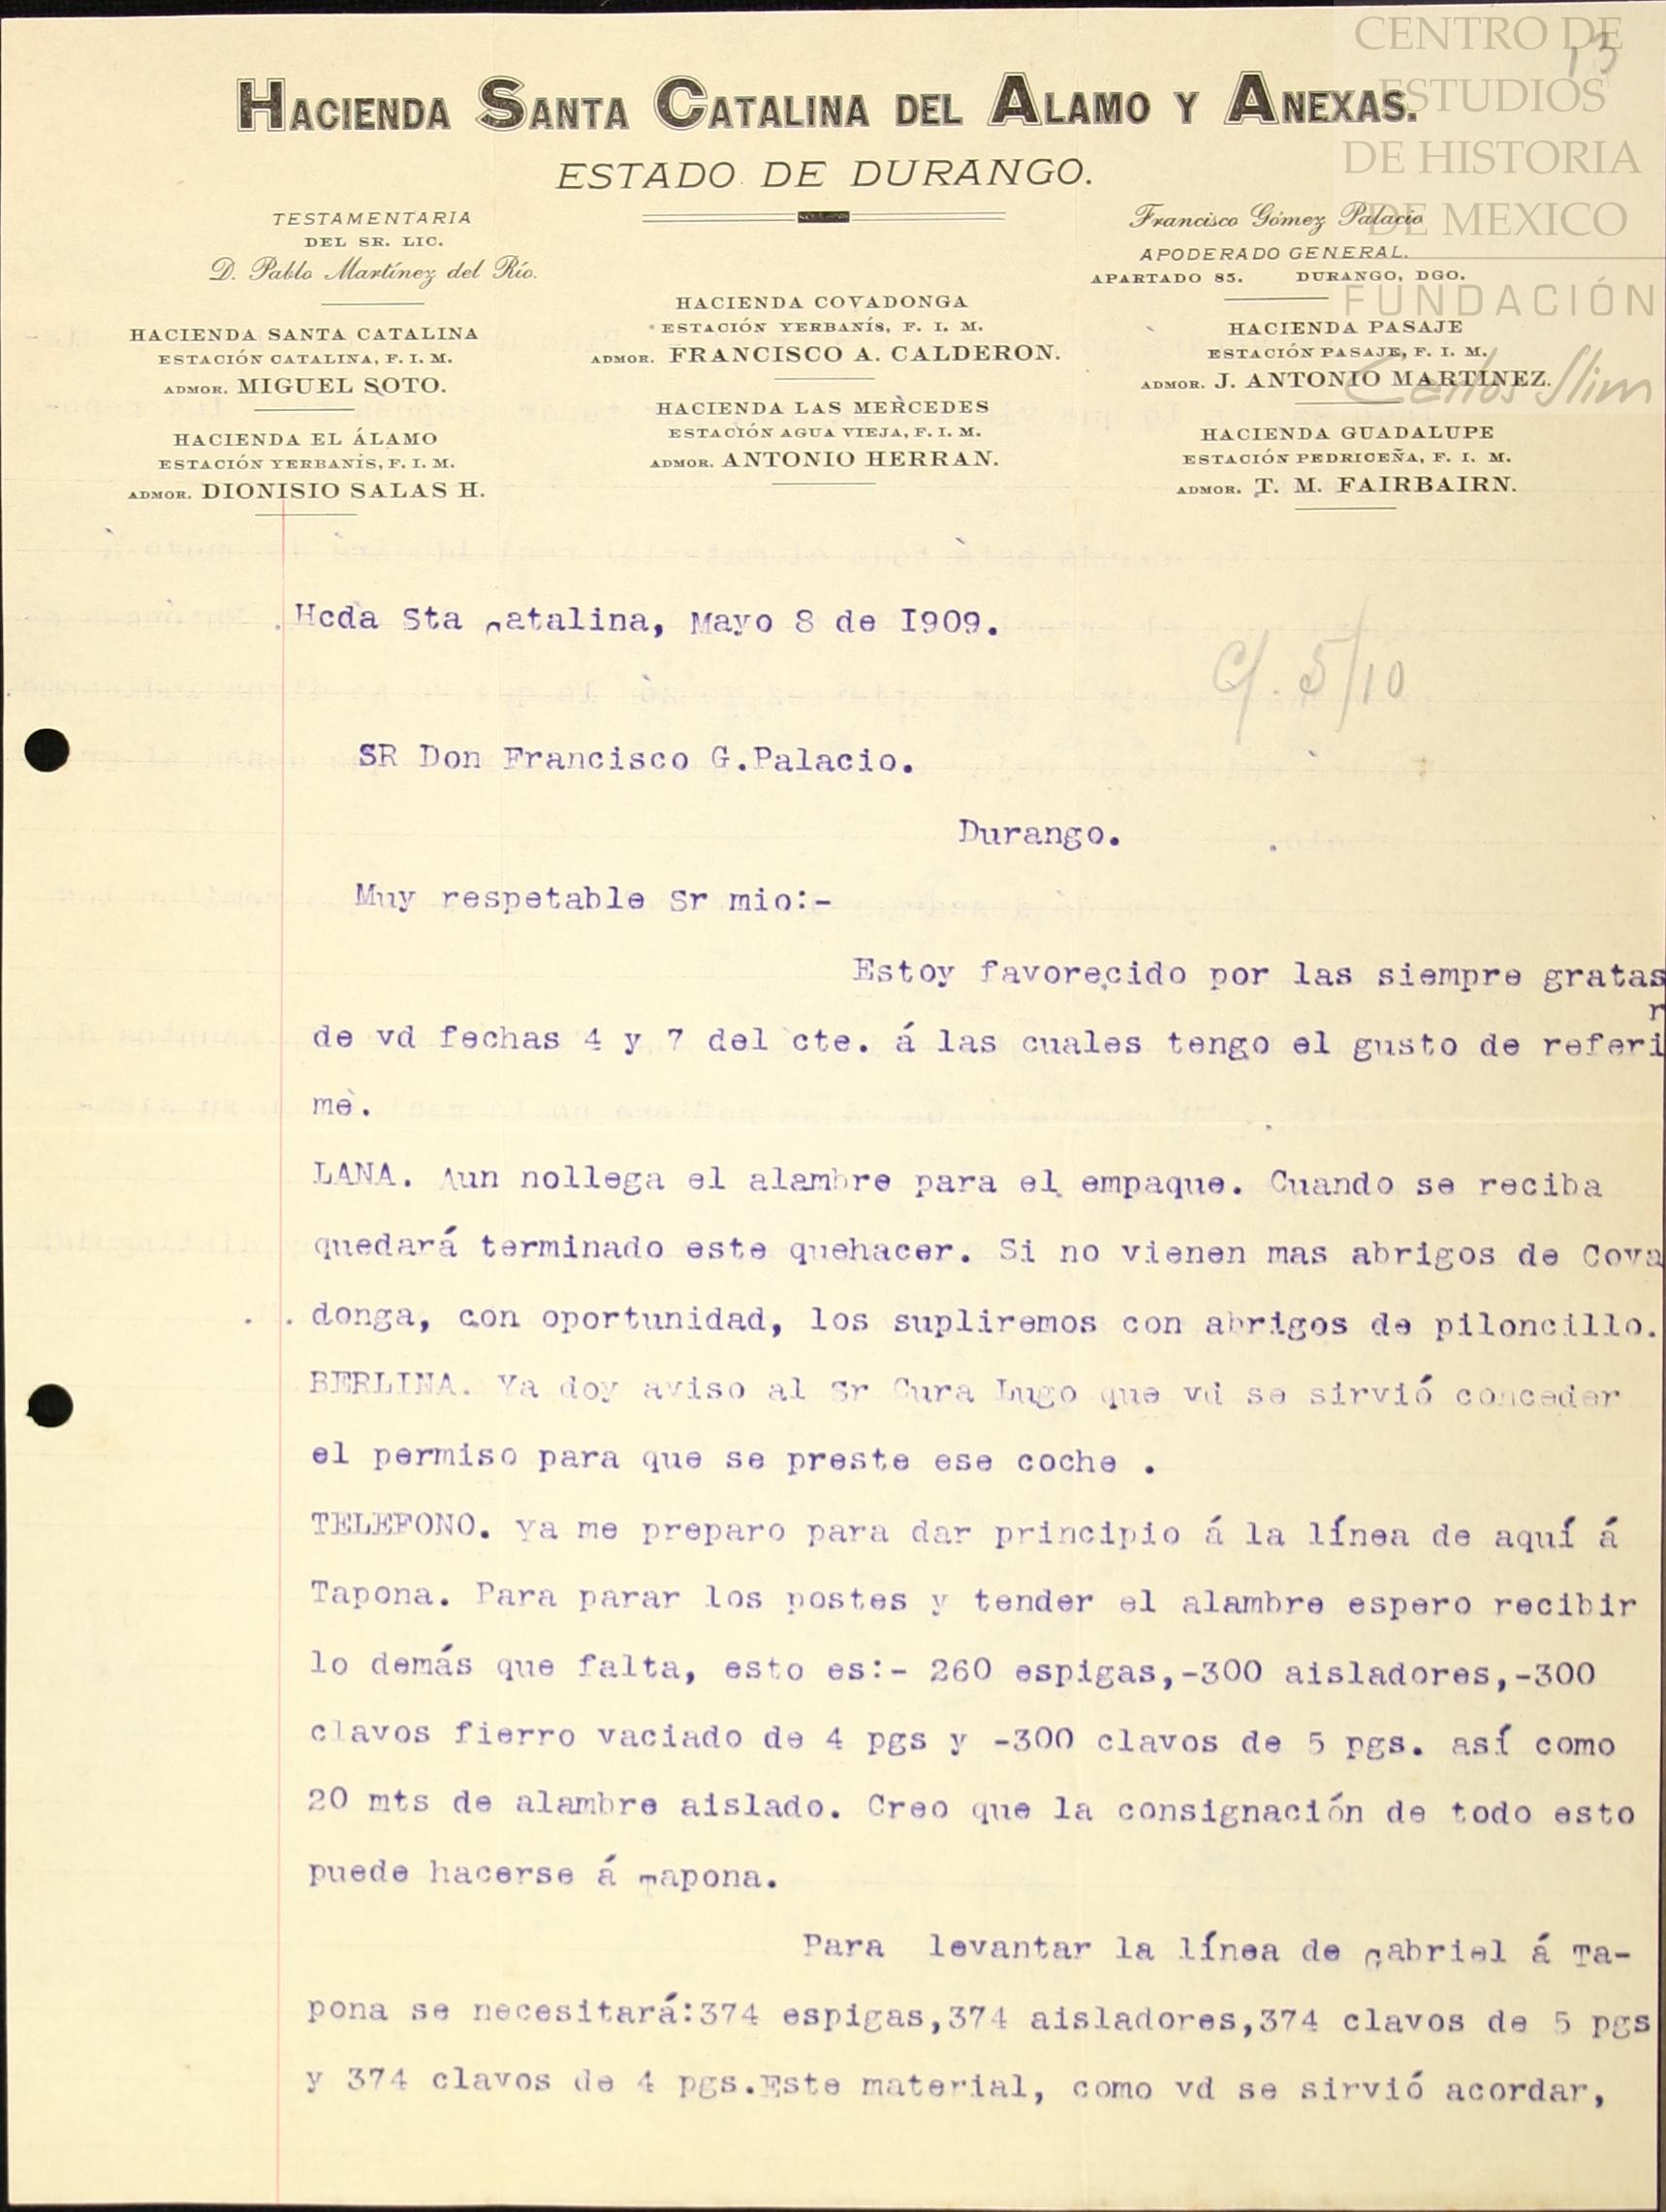 CENTRO DE
ESTUDIOS
DE HISTORIA
DE MEXICO
FUNDACIÓN
Carlos Slim
13
HACIENDA SANTA CATALINA DEL ALAMO Y ANEXAS.
ESTADO DE DURANGO.
TESTAMENTARIA
DEL SR. LIC.
D. Pablo Martínez del Río.
HACIENDA SANTA CATALINA
ESTACIÓN CATALINA, F. I. M.
ADMOR. MIGUEL SOTO.
HACIENDA EL ÁLAMO
ESTACIÓN YERBANÍS, F. I. M.
ADMOR. DIONISIO SALAS H.
HACIENDA COVADONGA
ESTACIÓN YERBANÍS, F. I. M.
ADMOR. FRANCISCO A. CALDERON.
HACIENDA LAS MERCEDES
ESTACIÓN AGUA VIEJA, F. I. M.
ADMOR. ANTONIO HERRAN.
Francisco Gómez Palacio
APODERADO GENERAL.
APARTADO 85. DURANGO, DGO.
HACIENDA PASAJE
ESTACIÓN PASAJE, F. I. M.
ADMOR. J. ANTONIO MARTINEZ.
HACIENDA GUADALUPE
ESTACIÓN PEDRICEÑA, F. I. M.
ADMOR. T. M. FAIRBAIRN.
Hcda Sta Catalina, Mayo 8 de I909.
C/. 5/10
SR Don Francisco G.Palacio.
Durango.
Muy respetable Sr mio:-
Estoy favorecido por las siempre gratas
de vd fechas 4 y 7 del cte. á las cuales tengo el gusto de referir
me.
LANA. Aun nollega el alambre para el empaque. Cuando se reciba
quedará terminado este quehacer. Si no vienen mas abrigos de Cova
donga, con oportunidad, los supliremos con abrigos de piloncillo.
BERLINA. Ya doy aviso al Sr Cura Lugo que vd se sirvió conceder
el permiso para que se preste ese coche .
TELEFONO. Ya me preparo para dar principio á la línea de aquí á
Tapona. Para parar los postes y tender el alambre espero recibir
lo demás que falta, esto es:- 260 espigas,-300 aisladores,-300
clavos fierro vaciado de 4 pgs y -300 clavos de 5 pgs. así como
20 mts de alambre aislado. Creo que la consignación de todo esto
puede hacerse á Tapona.
Para levantar la línea de Gabriel á Ta-
pona se necesitará:374 espigas,374 aisladores,374 clavos de 5 pgs
y 374 clavos de 4 pgs.Este material, como vd se sirvió acordar,